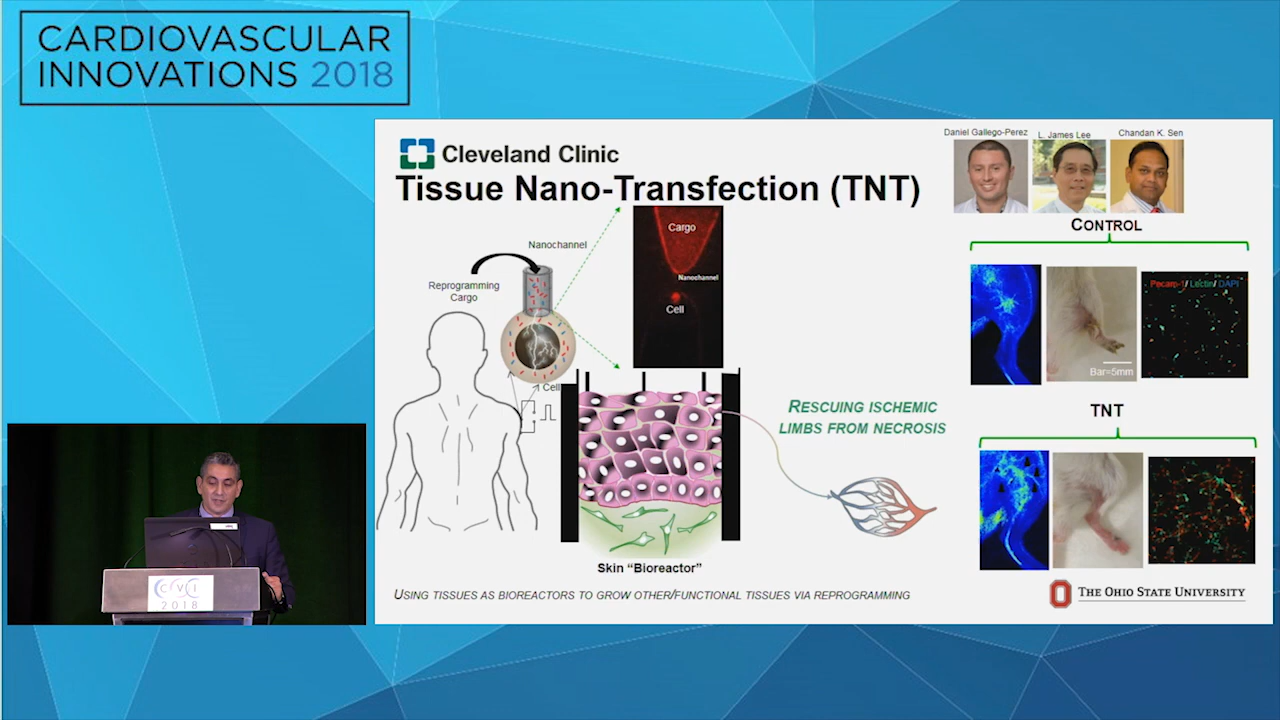 CARDIOVASCULAR
INNOVATIONS 2018
Cleveland Clinic
Tissue Nano-Transfection (TNT)
Daniel Gallego-Perez
L. James Lee
Chandan K. Sen
Nanochannel
Reprogramming
Cargo
Cell
Cargo
Nanochannel
Cell
Skin “Bioreactor”
RESCUING ISCHEMIC
LIMBS FROM NECROSIS
CONTROL
Pecam-1/ Lectin/ DAPI
Bar=5mm
TNT
USING TISSUES AS BIOREACTORS TO GROW OTHER/FUNCTIONAL TISSUES VIA REPROGRAMMING
THE OHIO STATE UNIVERSITY
CVI
2018